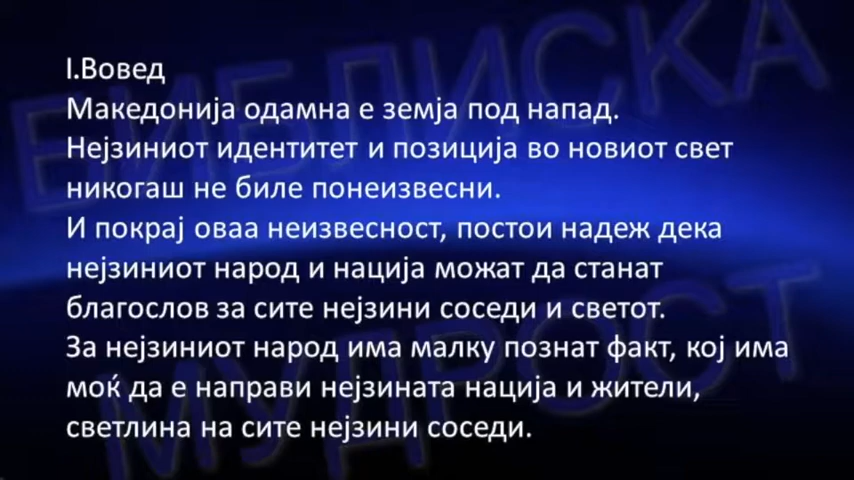 БИБЛИСКА
МУДРОСТ
I.Вовед
Македонија одамна е земја под напад.
Нејзиниот идентитет и позиција во новиот свет
никогаш не биле понеизвесни.
И покрај оваа неизвесност, постои надеж дека
нејзиниот народ и нација можат да станат
благослов за сите нејзини соседи и светот.
За нејзиниот народ има малку познат факт, кој има
моќ да е направи нејзината нација и жители,
светлина на сите нејзини соседи.